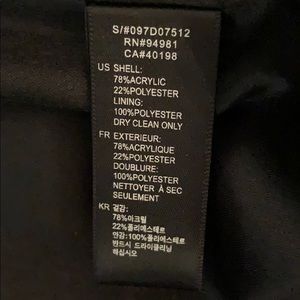 S/#097D07512
RN#94981
CA#40198
US SHELL:
78%ACRYLIC
22%POLYESTER
LINING:
100%POLYESTER
DRY CLEAN ONLY
FR EXTERIEUR:
78%ACRYLIQUE
22%POLYESTER
DOUBLURE:
100%POLYESTER
NETTOYER À SEC
SEULEMENT
KR 겉감:
78%아크릴
22%폴리에스테르
안감:100%폴리에스테르
반드시 드라이클리닝
하십시오